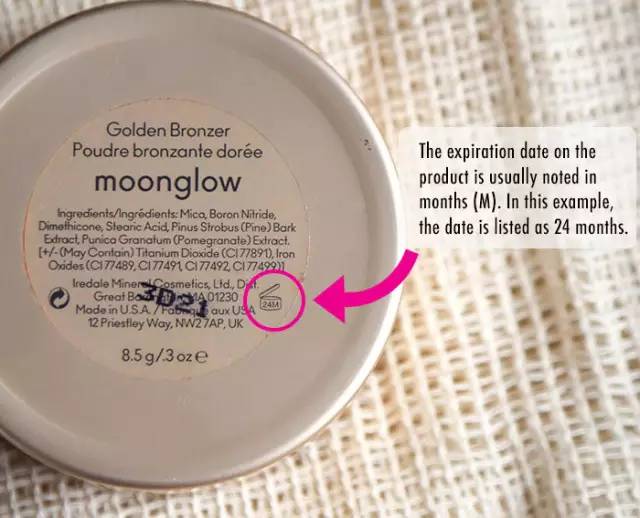 Golden Bronzer
Poudre bronzante dorée
moonglow
Ingredients/Ingrédients: Mica, Boron Nitride,
Dimethicone, Stearic Acid, Pinus Strobus (Pine) Bark
Extract, Punica Granatum (Pomegranate) Extract.
[+/- (May Contain) Titanium Dioxide (CI 77891), Iron
Oxides (CI 77489, CI 77491, CI 77492, CI 77499)]
Iredale Mineral Cosmetics, Ltd., Dist.
Great MA 01230
3D21
Made in U.S.A. / Fabriqué aux USA
12 Priestley Way, NW2 7AP, UK
24M
8.5 g/.3 oz e
The expiration date on the
product is usually noted in
months (M). In this example,
the date is listed as 24 months.